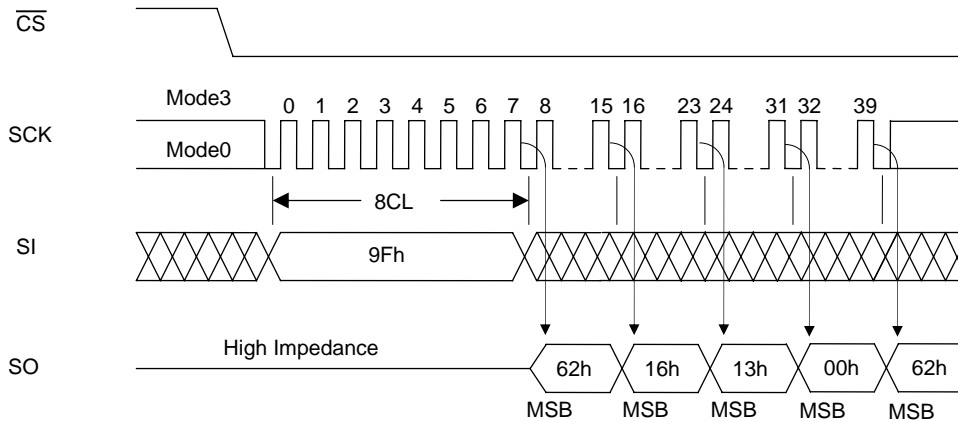 CS
Mode3
0 1 2 3 4 5 6 7 8 15 16 23 24 31 32 39
SCK
Mode0
8CL
SI
9Fh
High Impedance
SO
62h 16h 13h 00h 62h
MSB MSB MSB MSB MSB